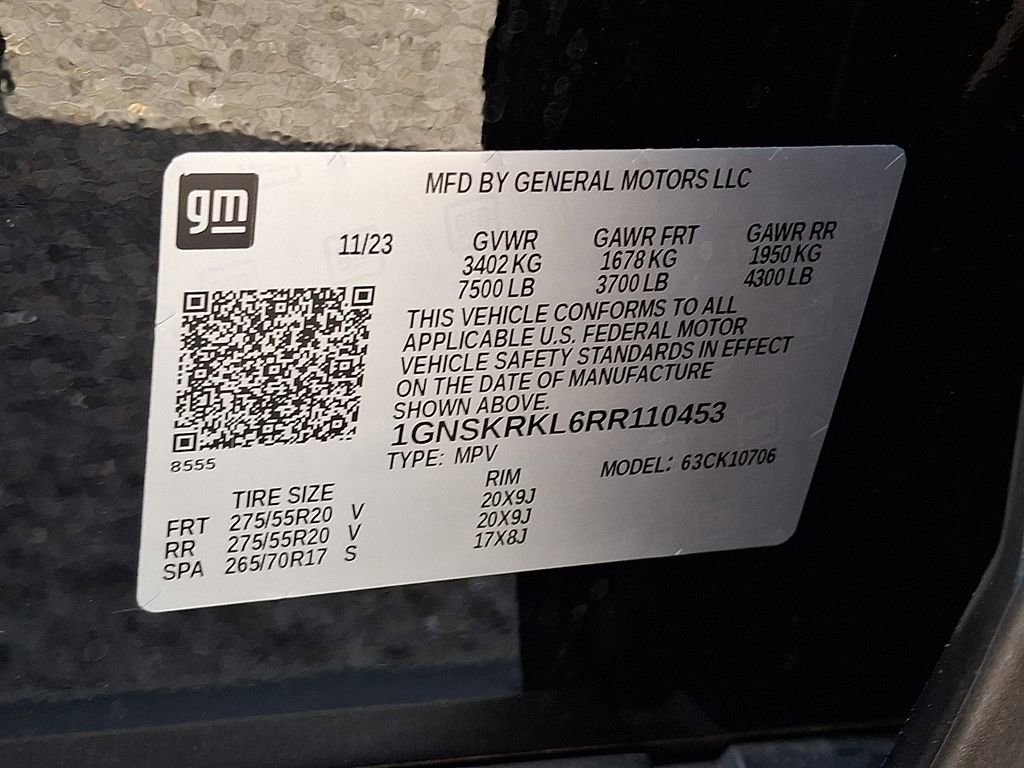 gm
MFD BY GENERAL MOTORS LLC
11/23
GVWR GAWR FRT GAWR RR
3402 KG 1678 KG 1950 KG
7500 LB 3700 LB 4300 LB
THIS VEHICLE CONFORMS TO ALL
APPLICABLE U.S. FEDERAL MOTOR
VEHICLE SAFETY STANDARDS IN EFFECT
ON THE DATE OF MANUFACTURE
SHOWN ABOVE.
1GNSKRKL6RR110453
8555
TYPE: MPV MODEL: 63CK10706
TIRE SIZE RIM
FRT 275/55R20 V 20X9J
RR 275/55R20 V 20X9J
SPA 265/70R17 S 17X8J